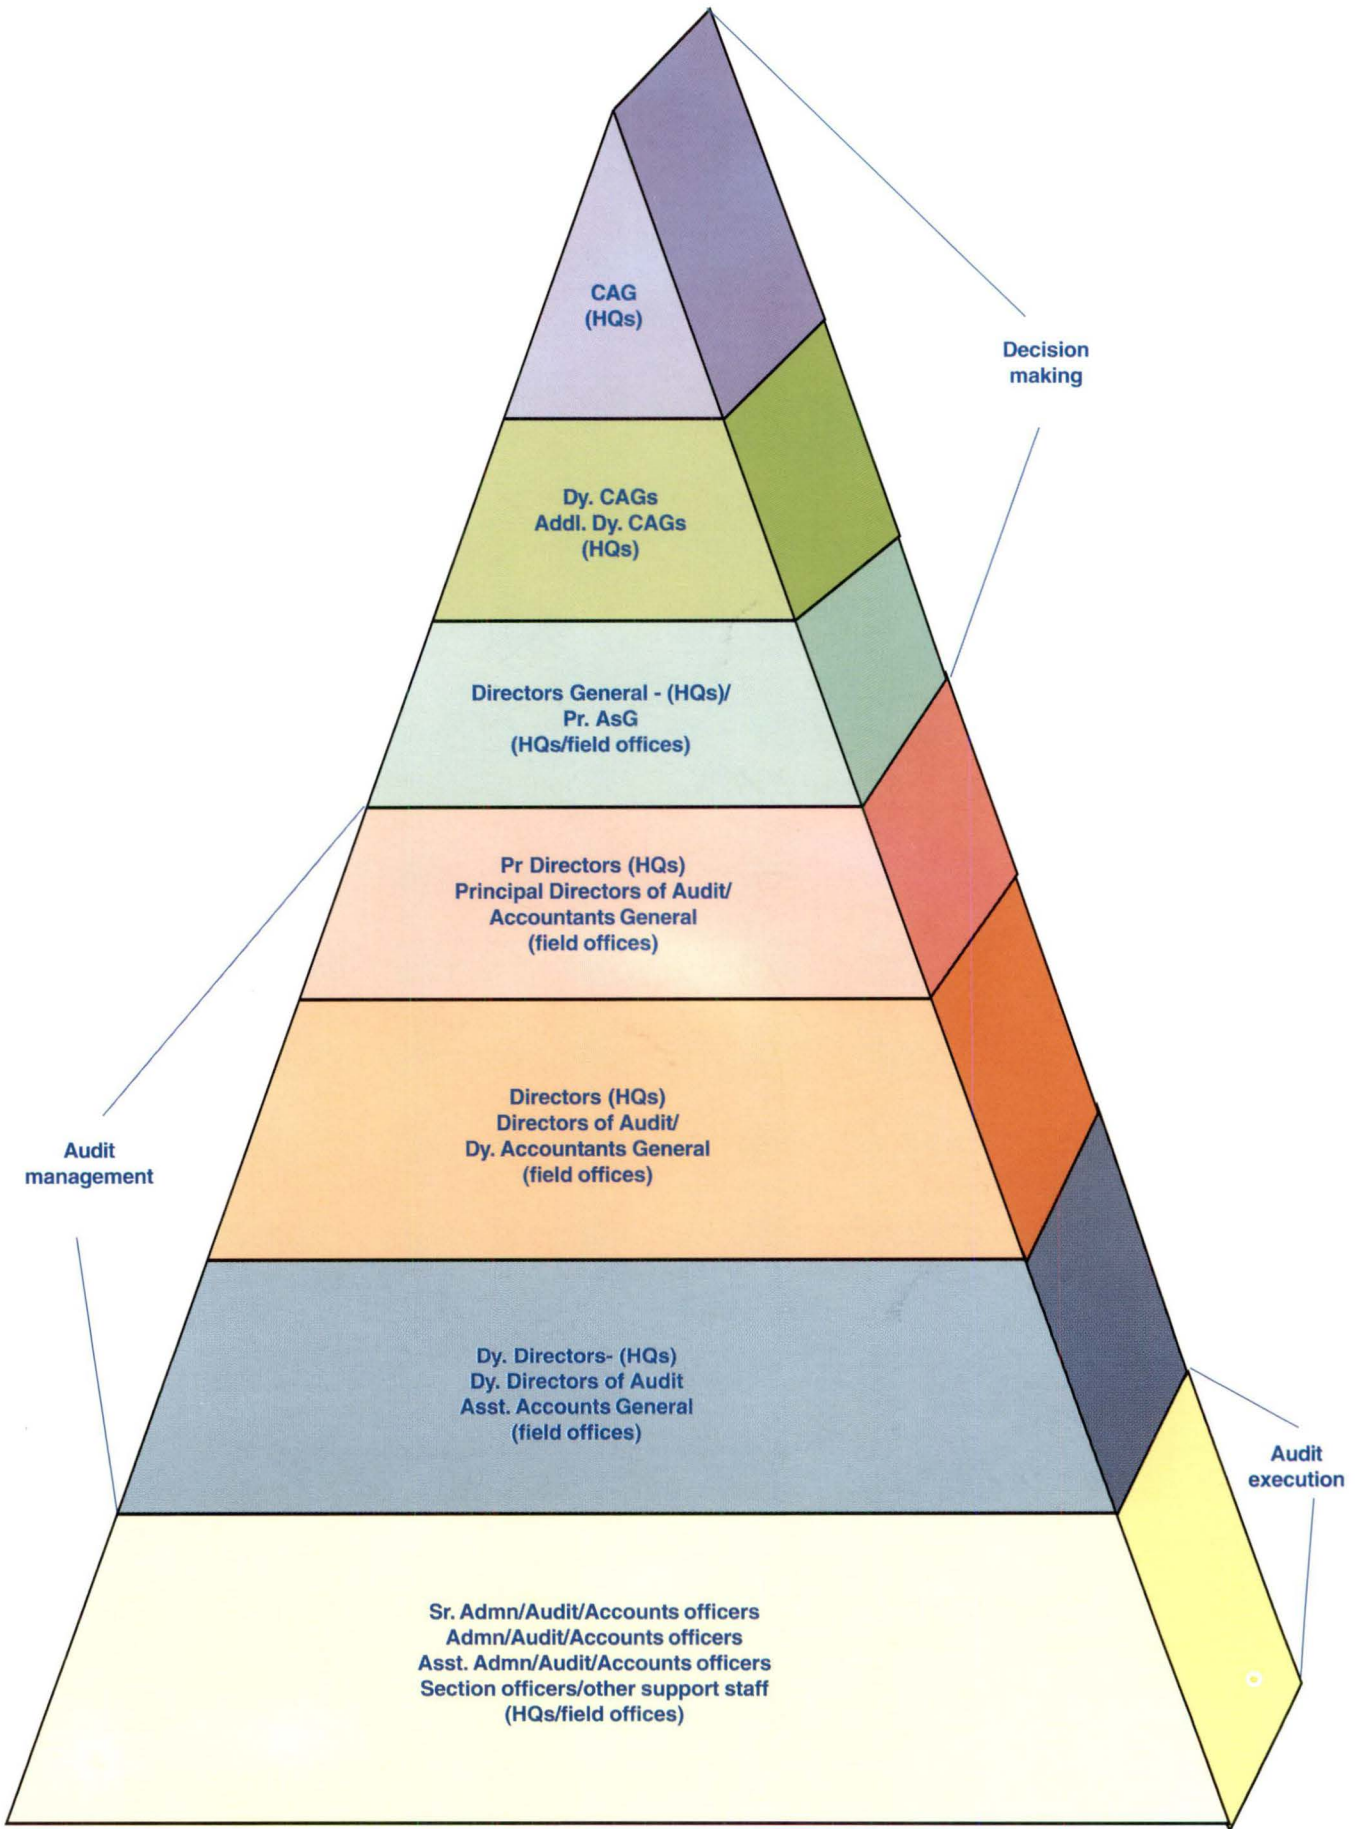 CAG
(HQs)
Decision
making
Dy. CAGs
Addl. Dy. CAGs
(HQs)
Directors General - (HQs)/
Pr. AsG
(HQs/field offices)
Pr Directors (HQs)
Principal Directors of Audit/
Accountants General
(field offices)
Directors (HQs)
Directors of Audit/
Dy. Accountants General
(field offices)
Audit
management
Dy. Directors- (HQs)
Dy. Directors of Audit
Asst. Accounts General
(field offices)
Audit
execution
Sr. Admn/Audit/Accounts officers
Admn/Audit/Accounts officers
Asst. Admn/Audit/Accounts officers
Section officers/other support staff
(HQs/field offices)